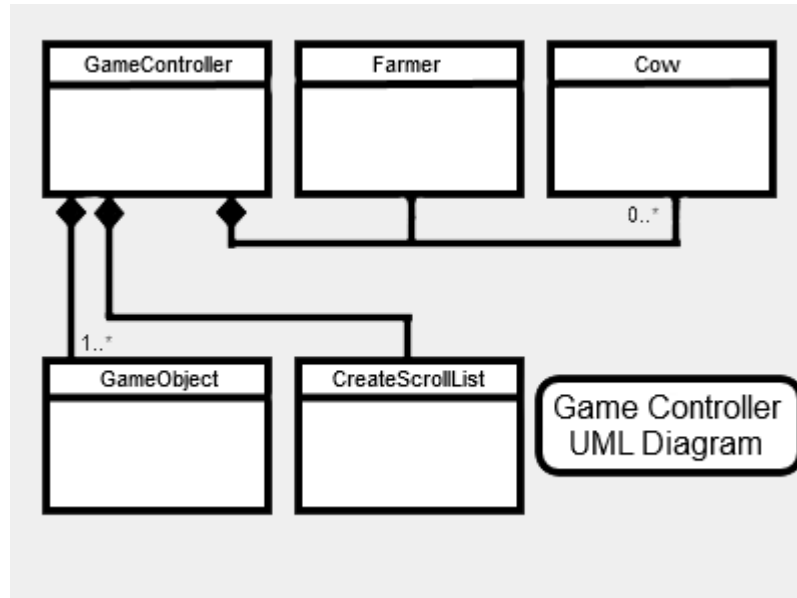 GameController
Farmer
Cow
0..*
1..*
GameObject
CreateScrollList
Game Controller
UML Diagram